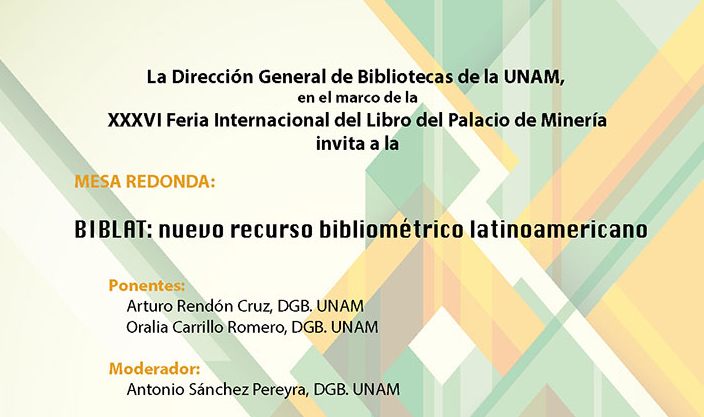 La Dirección General de Bibliotecas de la UNAM,
en el marco de la
XXXVI Feria Internacional del Libro del Palacio de Minería
invita a la
MESA REDONDA:
BIBLAT: nuevo recurso bibliométrico latinoamericano
Ponentes:
Arturo Rendón Cruz, DGB. UNAM
Oralia Carrillo Romero, DGB. UNAM
Moderador:
Antonio Sánchez Pereyra, DGB. UNAM